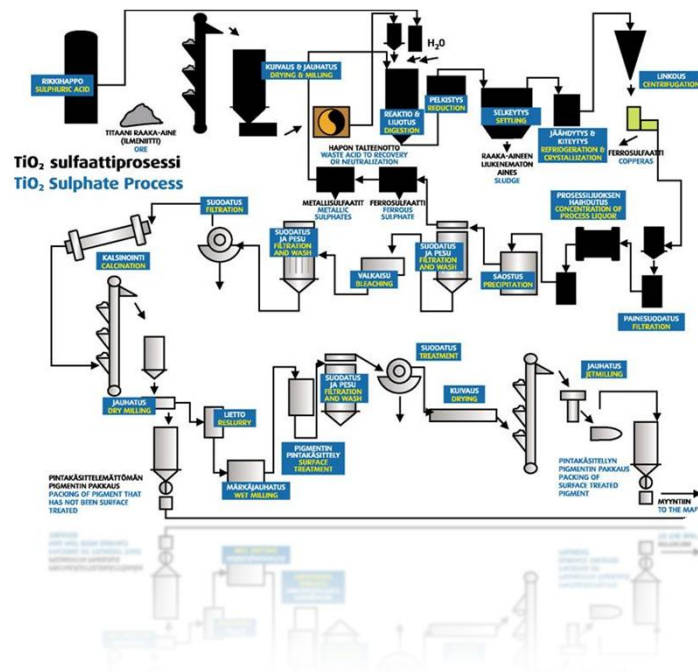 RIKKIHAPPO
SULPHURIC ACID
TITAANI RAAKA-AINE
(ILMENIITTI)
ORE
KUIVAUS & JAUHATUS
DRYING & MILLING
H₂0
REAKTIO &
LIUOTUS
DIGESTION
PELKISTYS
REDUCTION
SELKEYTYS
SETTLING
JÄÄHDYTYS &
KITEYTYS
REFRIDGERATION &
CRYSTALLIZATION
LINKOUS
CENTRIFUGATION
HAPON TALTEENOTTO
WASTE ACID TO RECOVERY
OR NEUTRALIZATION
RAAKA-AINEEN
LIUKENEMATON
AINES
SLUDGE
FERROSULFAATTI
COPPERAS
TiO₂ sulfaattiprosessi
TiO₂ Sulphate Process
METALLISULFAATIT
METALLIC
SULPHATES
FERROSULFAATTI
FERROUS
SULPHATE
PROSESSILIUOKSEN
HAIHDUTUS
CONCENTRATION OF
PROCESS LIQUOR
SUODATUS
FILTRATION
KALSINOINTI
CALCINATION
SUODATUS
JA PESU
FILTRATION
AND WASH
VALKAISU
BLEACHING
SUODATUS
JA PESU
FILTRATION
AND WASH
SAOSTUS
PRECIPITATION
PAINESUODATUS
FILTRATION
JAUHATUS
DRY MILLING
LIETTO
RESLURRY
SUODATUS
JA PESU
FILTRATION
AND WASH
SUODATUS
TREATMENT
KUIVAUS
DRYING
JAUHATUS
JETMILLING
PIGMENTIN
PINTAKÄSITTELY
SURFACE
TREATMENT
MÄRKÄJAUHATUS
WET MILLING
PINTAKÄSITTELEMÄTTÖMÄN
PIGMENTIN PAKKAUS
PACKING OF PIGMENT THAT
HAS NOT BEEN SURFACE
TREATED
PINTAKÄSITELLYN
PIGMENTIN PAKKAUS
PACKING OF
SURFACE TREATED
PIGMENT
MYYNTIIN
TO THE MAR